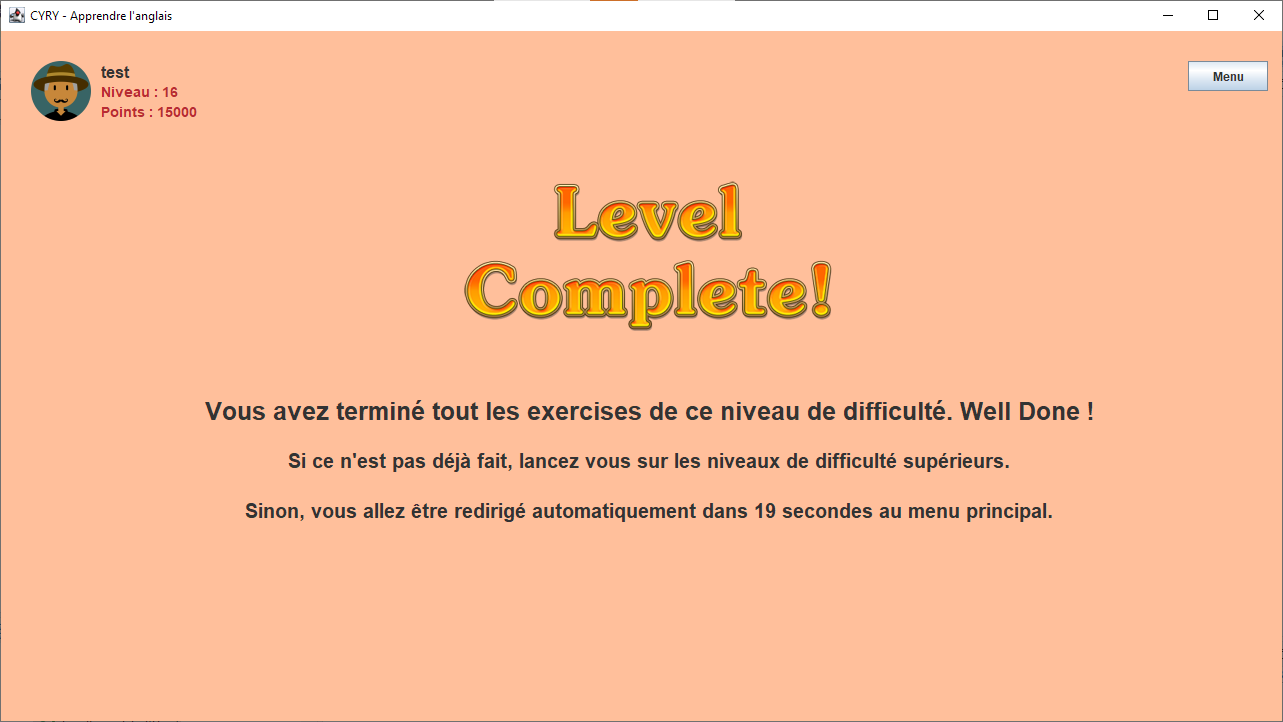 CYRY - Apprendre l'anglais
test
Niveau : 16
Points : 15000
Menu
Level
Complete!
Vous avez terminé tout les exercises de ce niveau de difficulté. Well Done !
Si ce n'est pas déjà fait, lancez vous sur les niveaux de difficulté supérieurs.
Sinon, vous allez être redirigé automatiquement dans 19 secondes au menu principal.